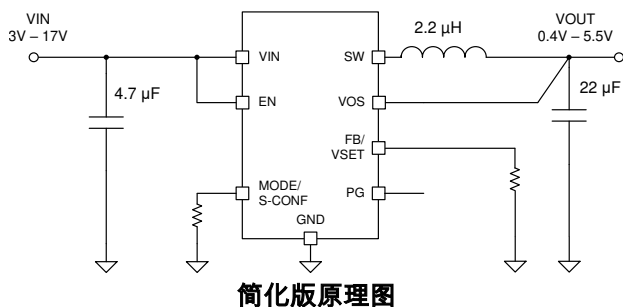 VIN
3V – 17V
4.7 µF
VIN
EN
MODE/
S-CONF
GND
SW
VOS
FB/
VSET
PG
2.2 µH
VOUT
0.4V – 5.5V
22 µF
简化版原理图